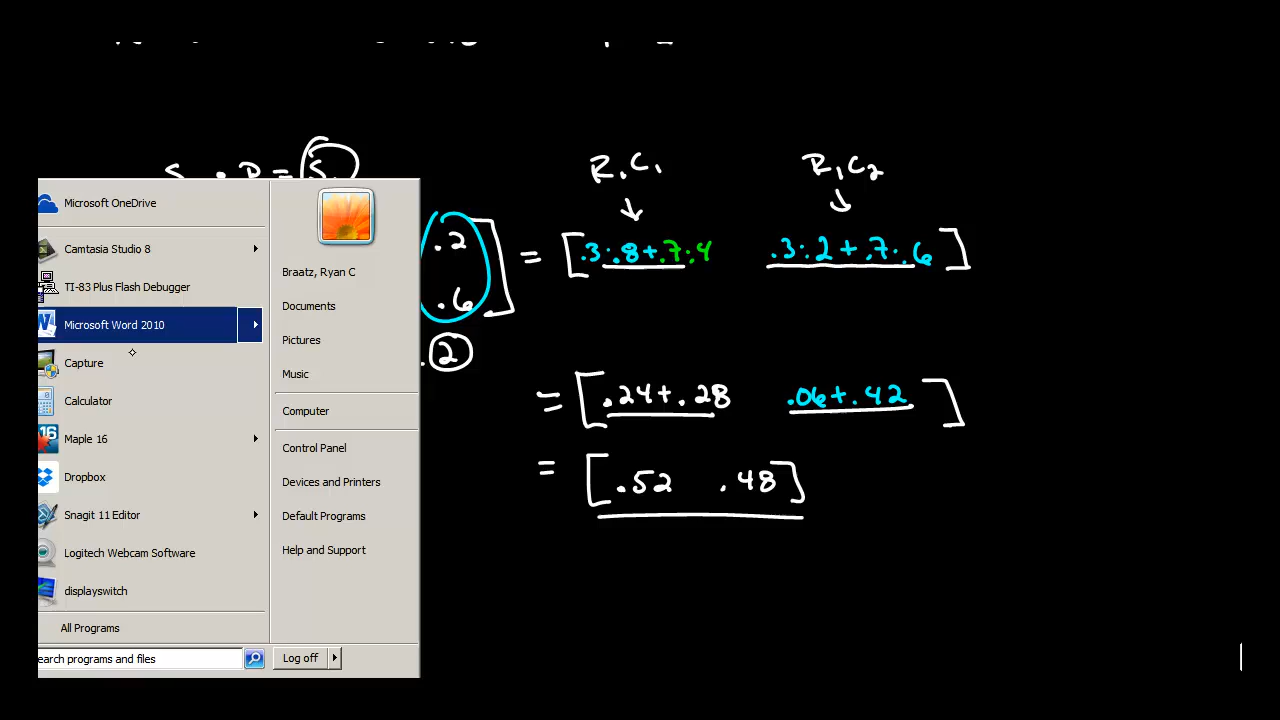 S . P = S
R1C1 R1C2
.2
.6
= [ .3·.8+.7·.4 .3·.2+.7·.6 ]
.2
= [ .24+.28 .06+.42 ]
= [ .52 .48 ]
Microsoft OneDrive
Camtasia Studio 8
TI-83 Plus Flash Debugger
Microsoft Word 2010
Capture
Calculator
Maple 16
Dropbox
Snagit 11 Editor
Logitech Webcam Software
displayswitch
All Programs
earch programs and files
Braatz, Ryan C
Documents
Pictures
Music
Computer
Control Panel
Devices and Printers
Default Programs
Help and Support
Log off